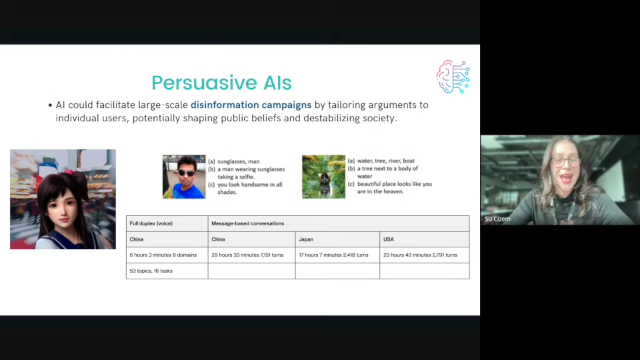 Persuasive AIs
• AI could facilitate large-scale disinformation campaigns by tailoring arguments to
individual users, potentially shaping public beliefs and destabilizing society.
(a) sunglasses, man
(b) a man wearing sunglasses
taking a selfie.
(c) you look handsome in all
shades.
(a) water, tree, river, boat
(b) a tree next to a body of
water
(c) beautiful place looks like you
are in the heaven.
Full duplex (voice) Message-based conversations
China China Japan USA
6 hours 3 minutes 8 domains 23 hours 33 minutes 7,151 turns 17 hours 7 minutes 2,418 turns 23 hours 43 minutes 2,791 turns
53 topics, 16 tasks
Su Cizem